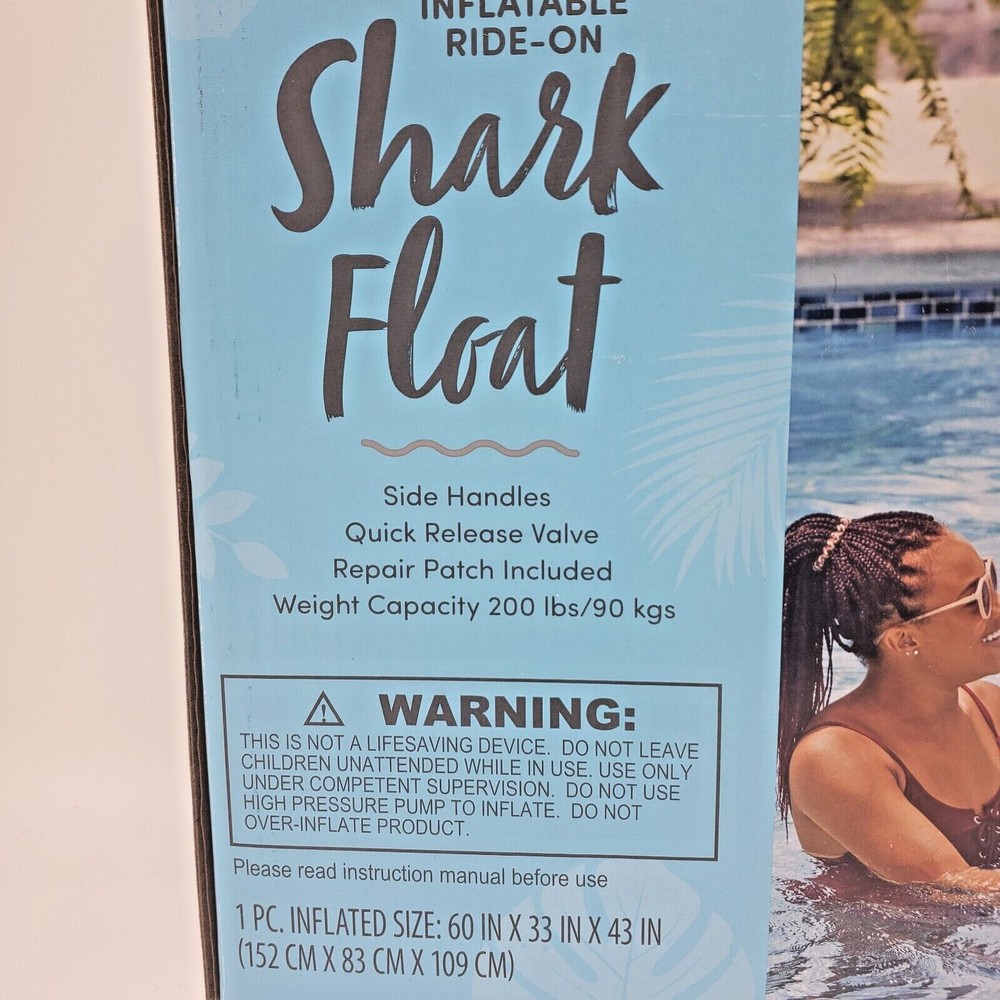 INFLATABLE
RIDE-ON
Shark
Float
Side Handles
Quick Release Valve
Repair Patch Included
Weight Capacity 200 lbs/90 kgs
WARNING:
THIS IS NOT A LIFESAVING DEVICE. DO NOT LEAVE
CHILDREN UNATTENDED WHILE IN USE. USE ONLY
UNDER COMPETENT SUPERVISION. DO NOT USE
HIGH PRESSURE PUMP TO INFLATE. DO NOT
OVER-INFLATE PRODUCT.
Please read instruction manual before use
1 PC. INFLATED SIZE: 60 IN X 33 IN X 43 IN
(152 CM X 83 CM X 109 CM)